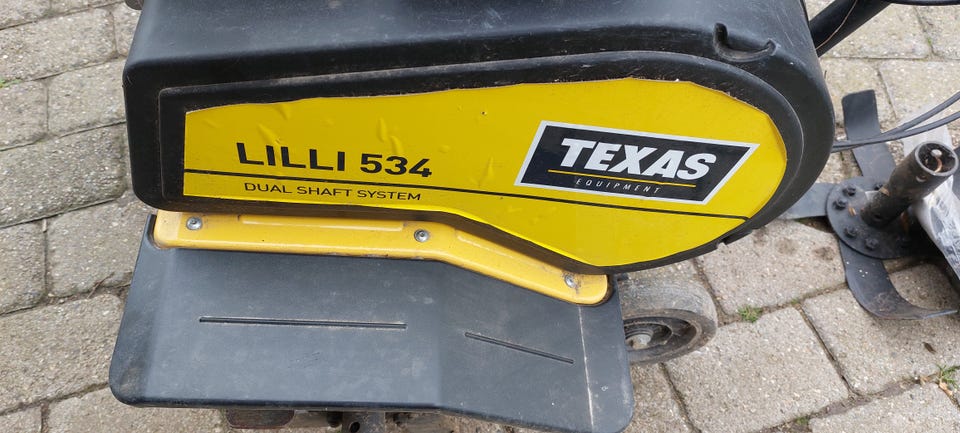 LILLI 534
DUAL SHAFT SYSTEM
TEXAS
EQUIPMENT